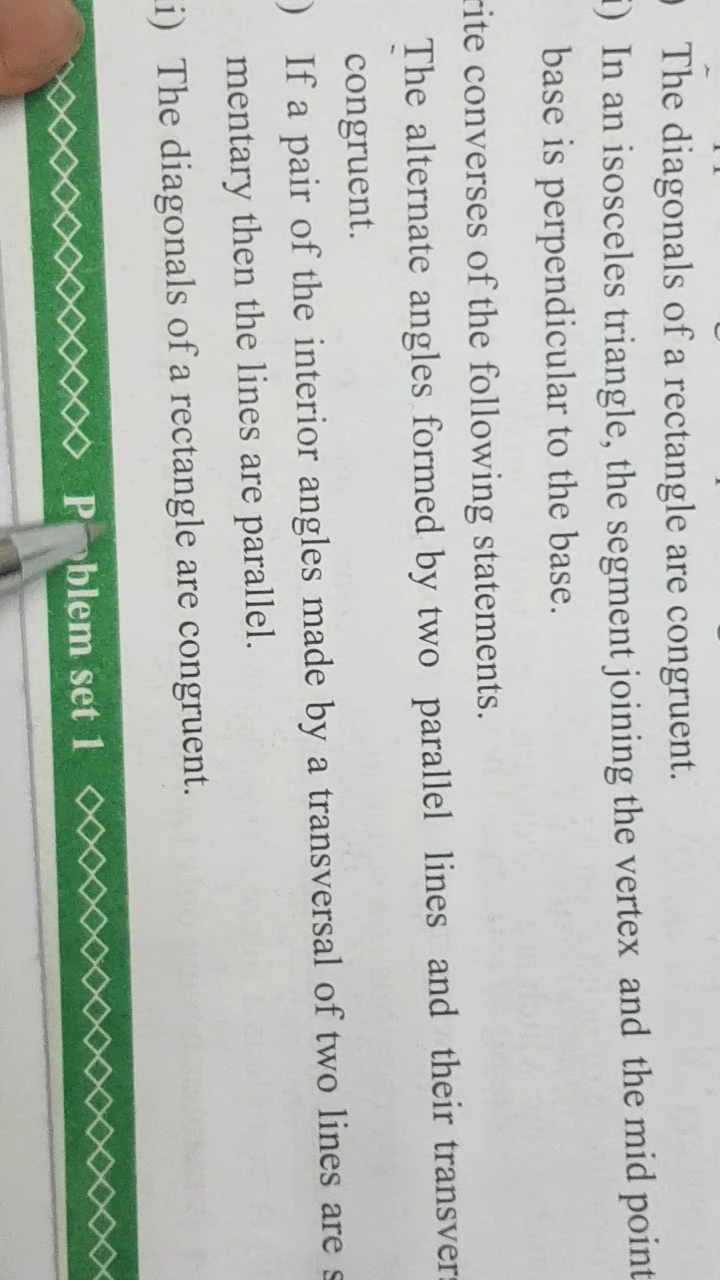 ) The diagonals of a rectangle are congruent.
i) In an isosceles triangle, the segment joining the vertex and the mid point
base is perpendicular to the base.
rite converses of the following statements.
The alternate angles formed by two parallel lines and their transvers
congruent.
) If a pair of the interior angles made by a transversal of two lines are s
mentary then the lines are parallel.
ii) The diagonals of a rectangle are congruent.
Problem set 1